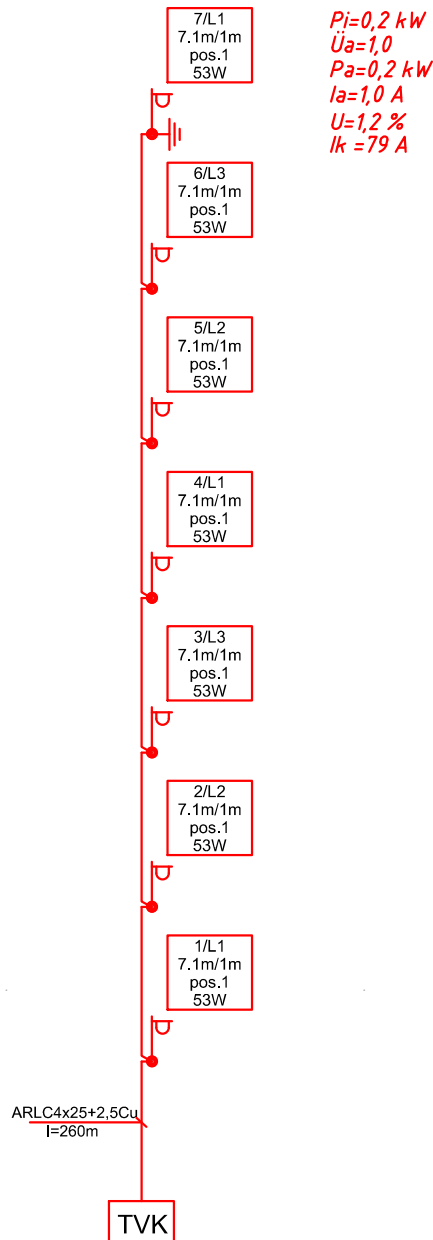 7/L1
7.1m/1m
pos.1
53W
Pi=0,2 kW
Üa=1,0
Pa=0,2 kW
Ia=1,0 A
U=1,2 %
Ik =79 A
6/L3
7.1m/1m
pos.1
53W
5/L2
7.1m/1m
pos.1
53W
4/L1
7.1m/1m
pos.1
53W
3/L3
7.1m/1m
pos.1
53W
2/L2
7.1m/1m
pos.1
53W
1/L1
7.1m/1m
pos.1
53W
ARLC4x25+2,5Cu
l=260m
TVK